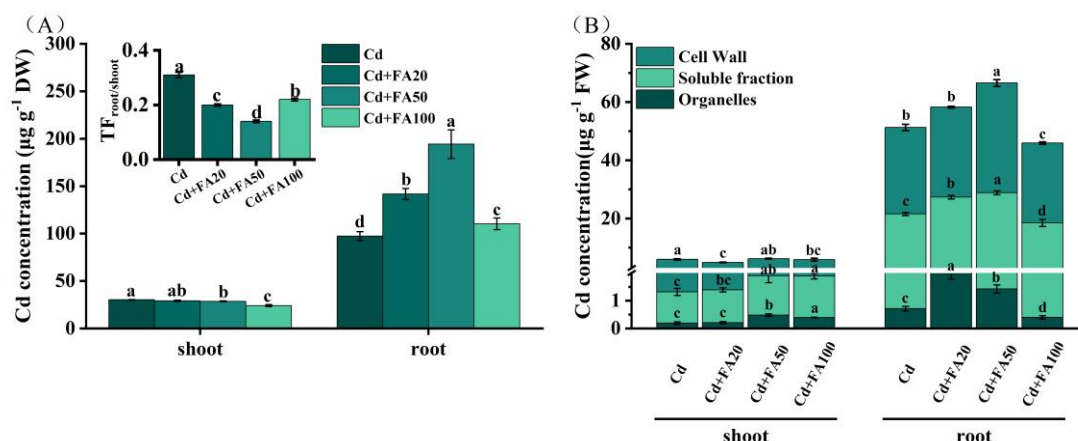 (A)
Cd concentration (μg g-1 DW)
300
250
200
150
100
50
0
TFroot/shoot
0.4
0.2
0.0
a
c
d
b
Cd
Cd+FA20
Cd+FA50
Cd+FA100
Cd
Cd+FA20
Cd+FA50
Cd+FA100
a
ab
b
c
d
b
a
c
shoot
root
(B)
Cd concentration(μg g-1 FW)
80
60
40
20
1
0
Cell Wall
Soluble fraction
Organelles
a
c
ab
bc
c
bc
ab
a
c
c
b
a
b
b
a
c
c
b
a
d
c
a
b
d
Cd
Cd+FA20
Cd+FA50
Cd+FA100
Cd
Cd+FA20
Cd+FA50
Cd+FA100
shoot
root